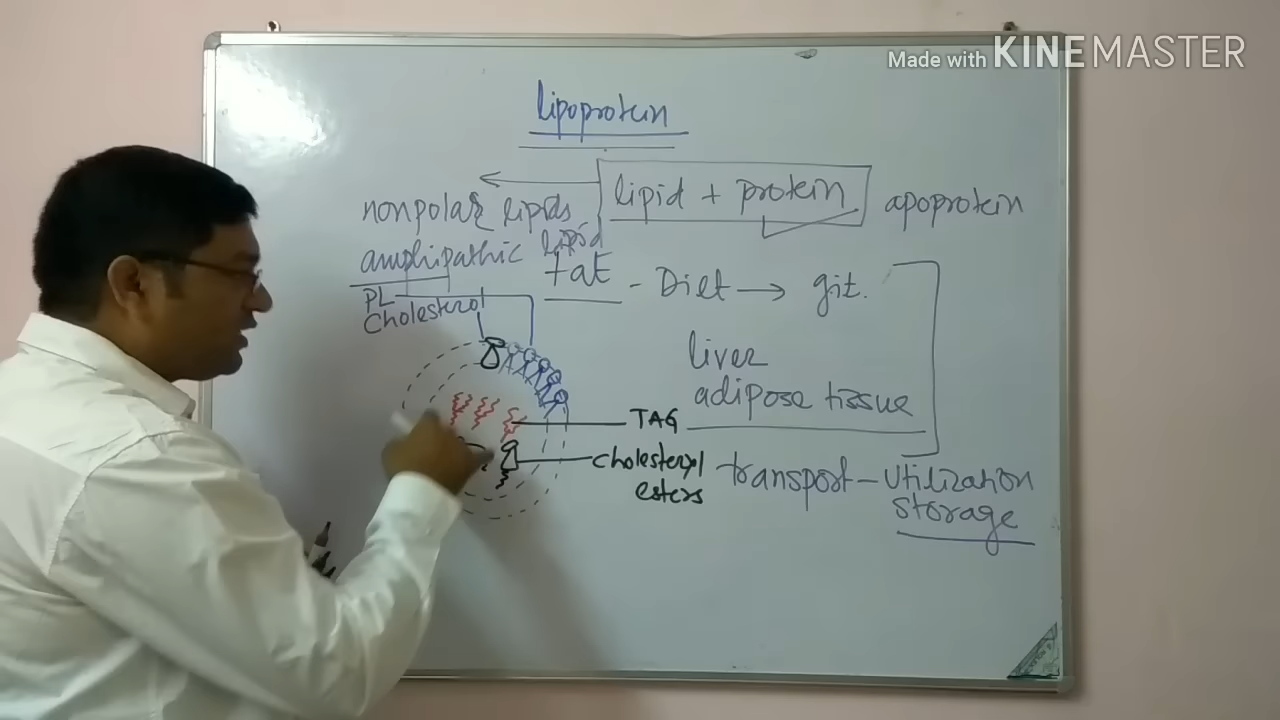 Made with KINEMASTER
lipoprotein
lipid + protein
apoprotein
nonpolar lipids
amphipathic lipid
fat - Diet → git.
PL
Cholesterol
liver
adipose tissue
TAG
cholesteryl
esters
transport - utilization
storage